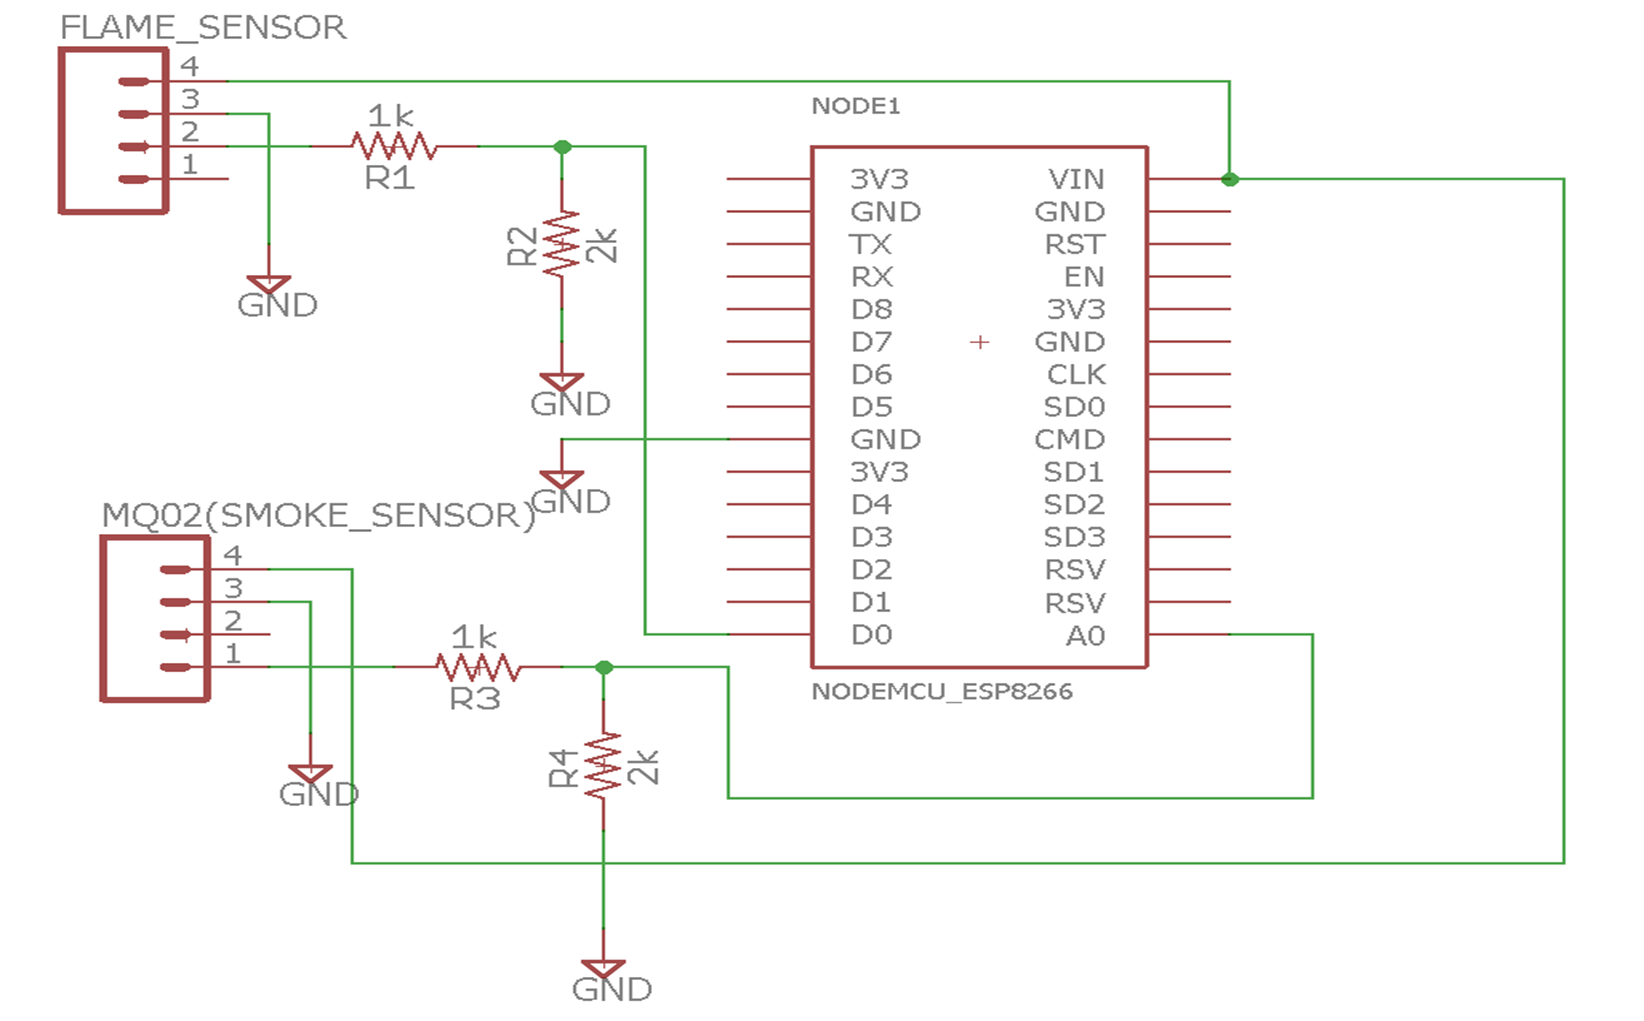 FLAME_SENSOR
4
3
2
1
1k
R1
R2
2k
GND
GND
GND
NODE1
3V3 VIN
GND GND
TX RST
RX EN
D8 3V3
D7 GND
D6 CLK
D5 SD0
GND CMD
3V3 SD1
D4 SD2
D3 SD3
D2 RSV
D1 RSV
D0 A0
NODEMCU_ESP8266
MQ02(SMOKE_SENSOR)
4
3
2
1
1k
R3
R4
2k
GND
GND